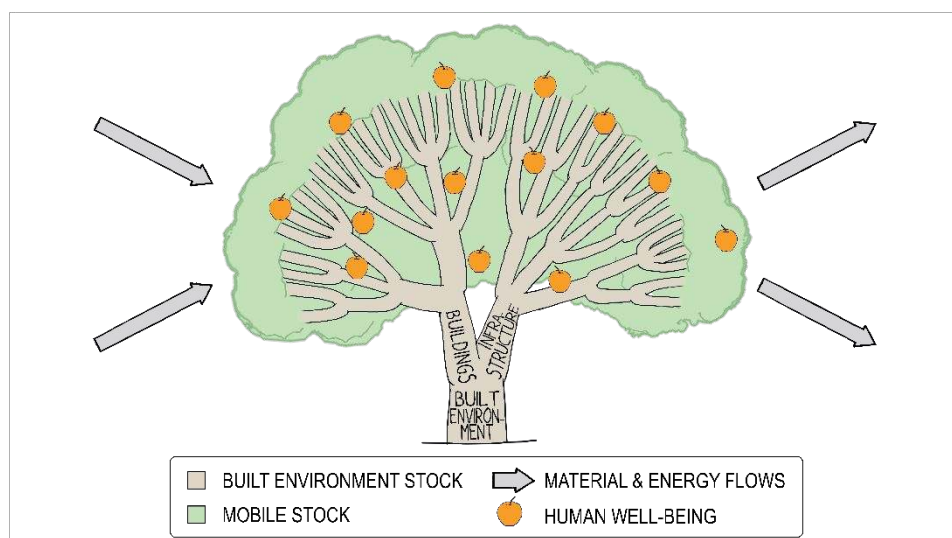 BUILDINGS
INFRA-
STRUCTURE
BUILT
ENVIRON-
MENT
BUILT ENVIRONMENT STOCK
MATERIAL & ENERGY FLOWS
MOBILE STOCK
HUMAN WELL-BEING